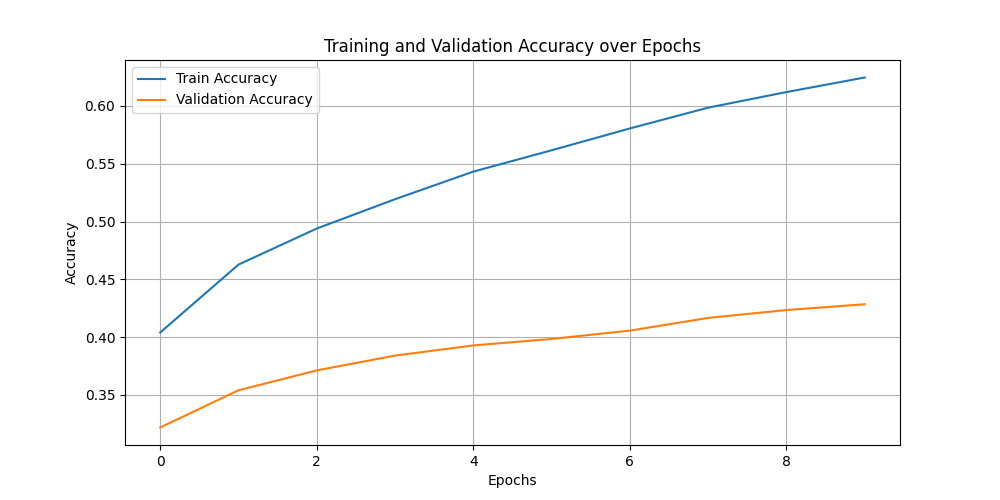 Training and Validation Accuracy over Epochs
Train Accuracy
Validation Accuracy
Accuracy
0.60
0.55
0.50
0.45
0.40
0.35
0 2 4 6 8
Epochs